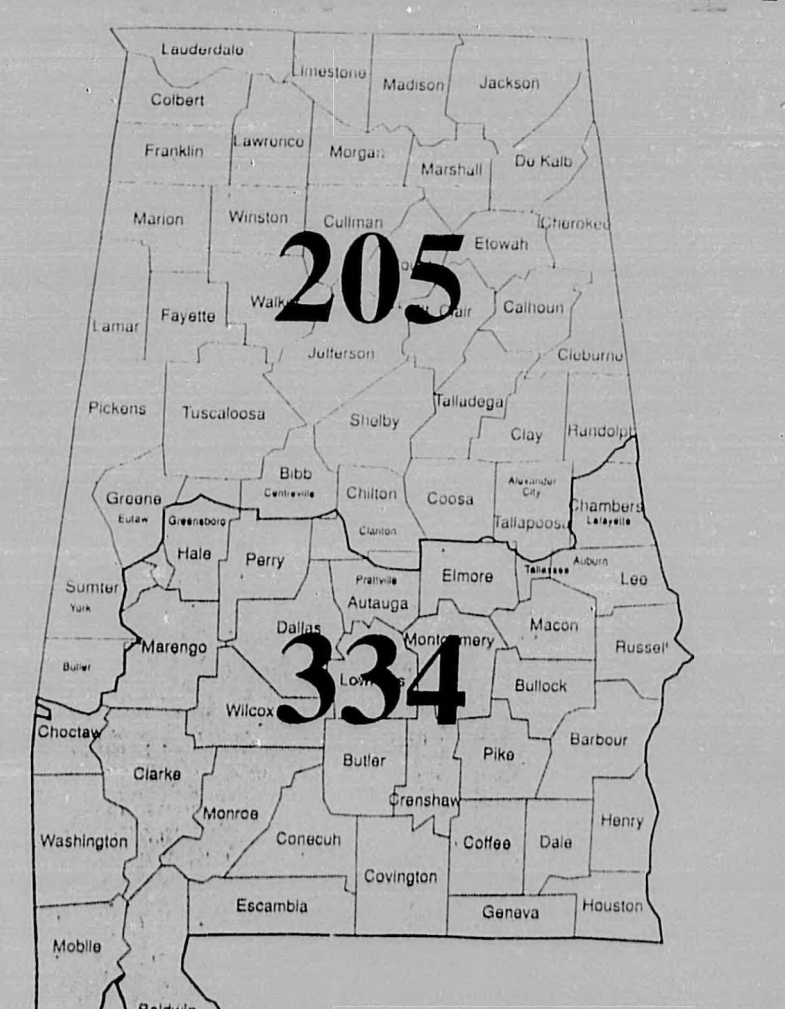 Lauderdale
Limestone
Madison
Jackson
Colbert
Lawrence
Franklin
Morgan
Marshall
De Kalb
Marion
Winston
Cullman
Cherokee
Etowah
205
Fayette
Calhoun
Lamar
Jefferson
Cleburne
Pickens
Tuscaloosa
Shelby
Talladega
Clay
Randolph
Bibb
Centreville
Chilton
Coosa
Alexander
City
Greene
Eutaw
Greensboro
Clanton
Tallapoosa
Chambers
Lafayette
Hale
Perry
Elmore
Tallassee
Auburn
Lee
Prattville
Autauga
Sumter
York
Dallas
Montgomery
Macon
Marengo
Russell
334
Butler
Bullock
Wilcox
Choctaw
Barbour
Pike
Butler
Clarke
Crenshaw
Monroe
Henry
Washington
Conecuh
Coffee
Dale
Covington
Escambia
Geneva
Houston
Mobile
Baldwin